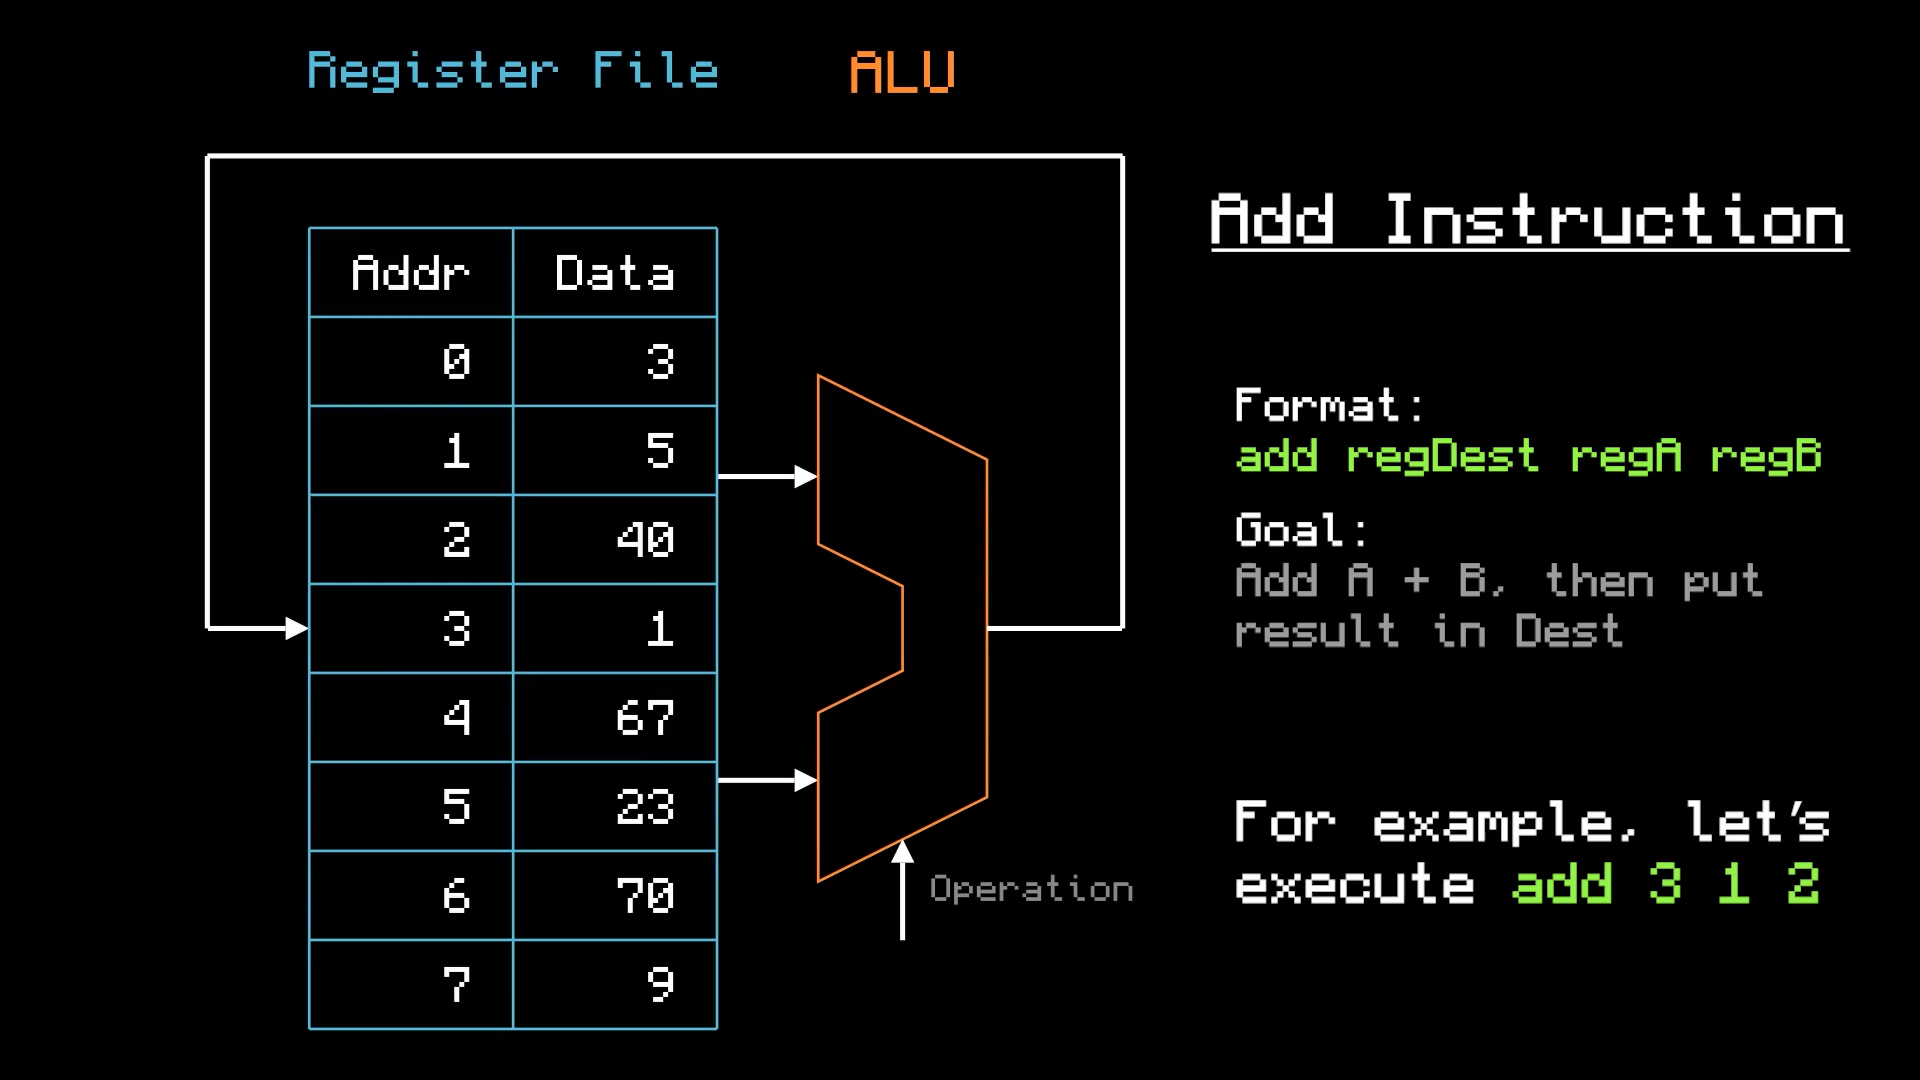 Register File
ALU
Addr Data
0 3
1 5
2 40
3 1
4 67
5 23
6 70
7 9
Operation
Add Instruction
Format:
add regDest regA regB
Goal:
Add A + B, then put
result in Dest
For example, let's
execute add 3 1 2